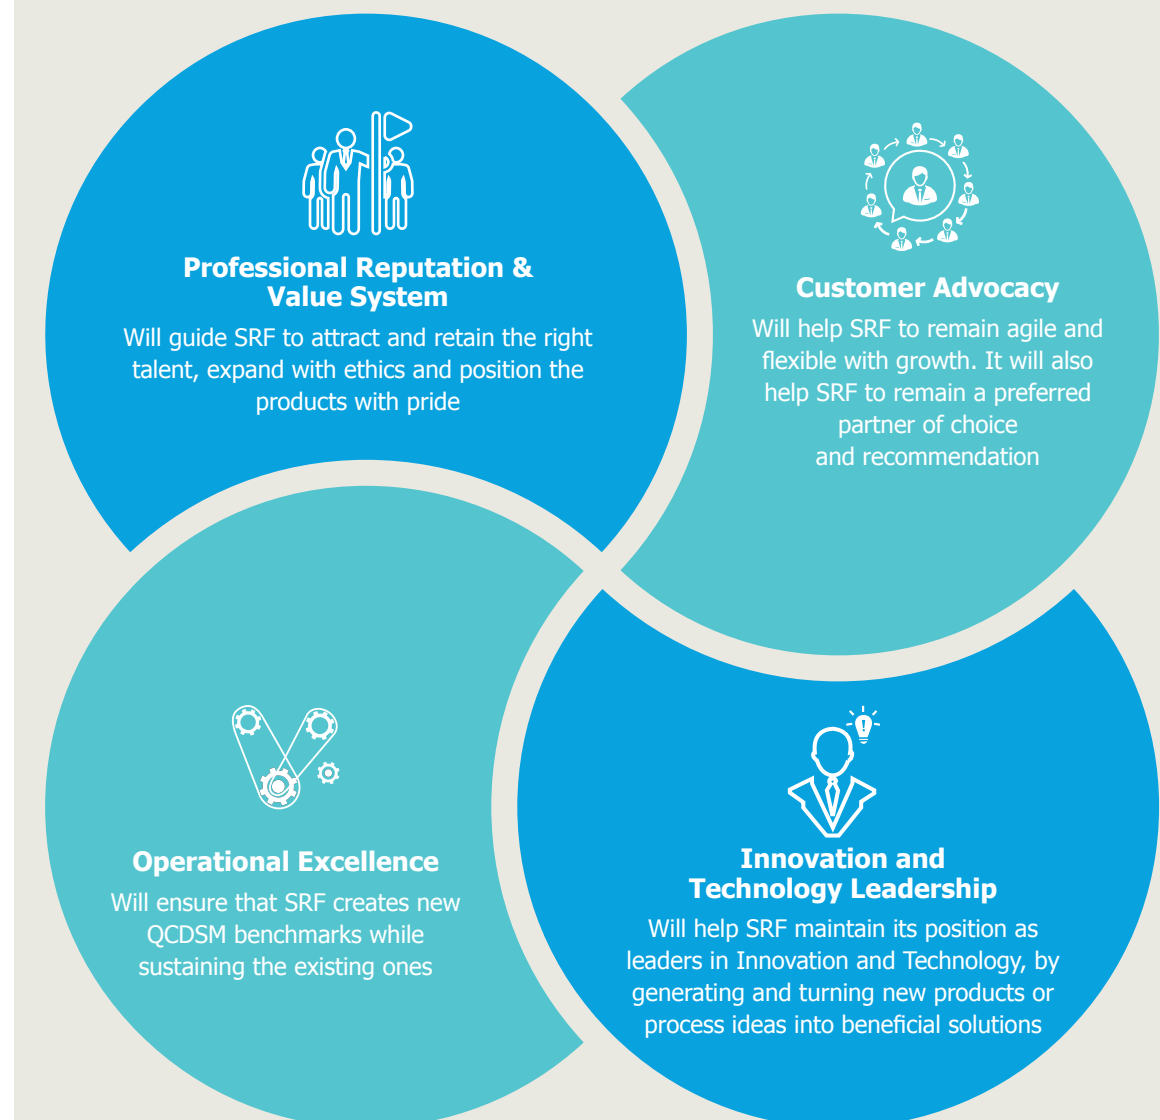 Professional Reputation &
Value System
Will guide SRF to attract and retain the right
talent, expand with ethics and position the
products with pride
Customer Advocacy
Will help SRF to remain agile and
flexible with growth. It will also
help SRF to remain a preferred
partner of choice
and recommendation
Operational Excellence
Will ensure that SRF creates new
QCDSM benchmarks while
sustaining the existing ones
Innovation and
Technology Leadership
Will help SRF maintain its position as
leaders in Innovation and Technology, by
generating and turning new products or
process ideas into beneficial solutions